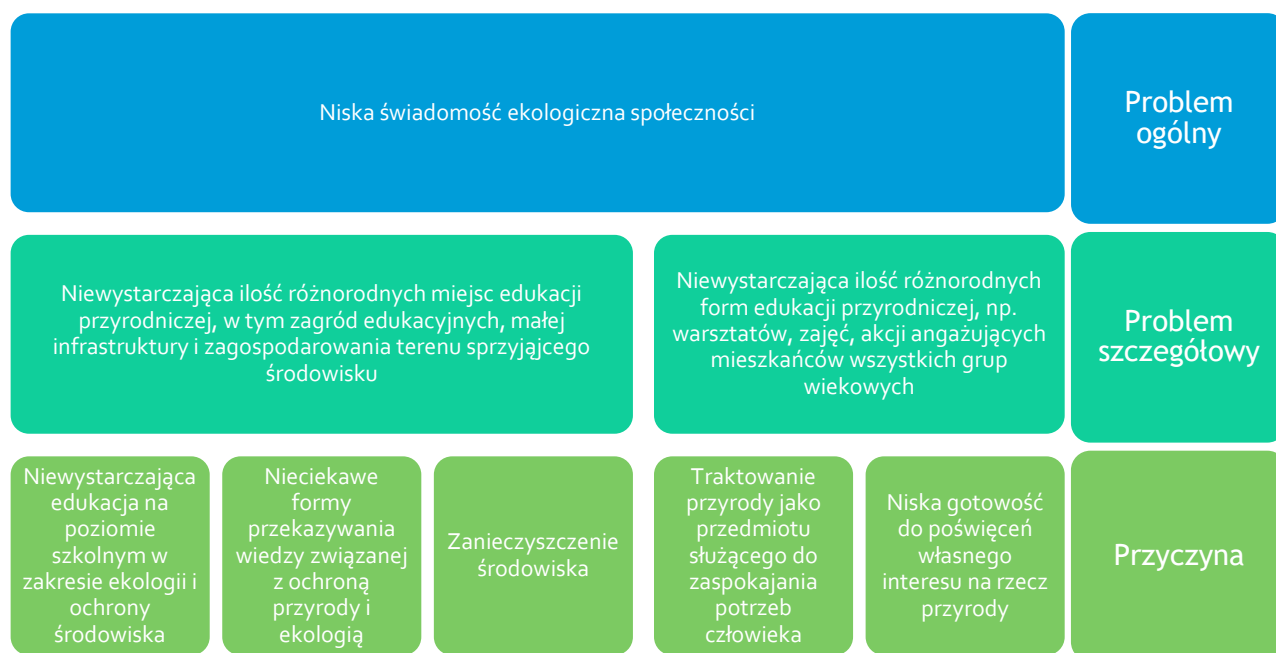 Niska świadomość ekologiczna społeczności
Problem
ogólny
Niewystarczająca ilość różnorodnych miejsc edukacji
przyrodniczej, w tym zagród edukacyjnych, małej
infrastruktury i zagospodarowania terenu sprzyjąjcego
środowisku
Niewystarczająca ilość różnorodnych
form edukacji przyrodniczej, np.
warsztatów, zajęć, akcji angażujących
mieszkańców wszystkich grup
wiekowych
Problem
szczegółowy
Niewystarczająca
edukacja na
poziomie
szkolnym w
zakresie ekologii i
ochrony
środowiska
Nieciekawe
formy
przekazywania
wiedzy związanej
z ochroną
przyrody i
ekologią
Zanieczyszczenie
środowiska
Traktowanie
przyrody jako
przedmiotu
służącego do
zaspokajania
potrzeb
człowieka
Niska gotowość
do poświęceń
własnego
interesu na rzecz
przyrody
Przyczyna